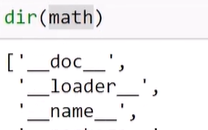 dir(math)
['__doc__',
'__loader__',
'__name__',